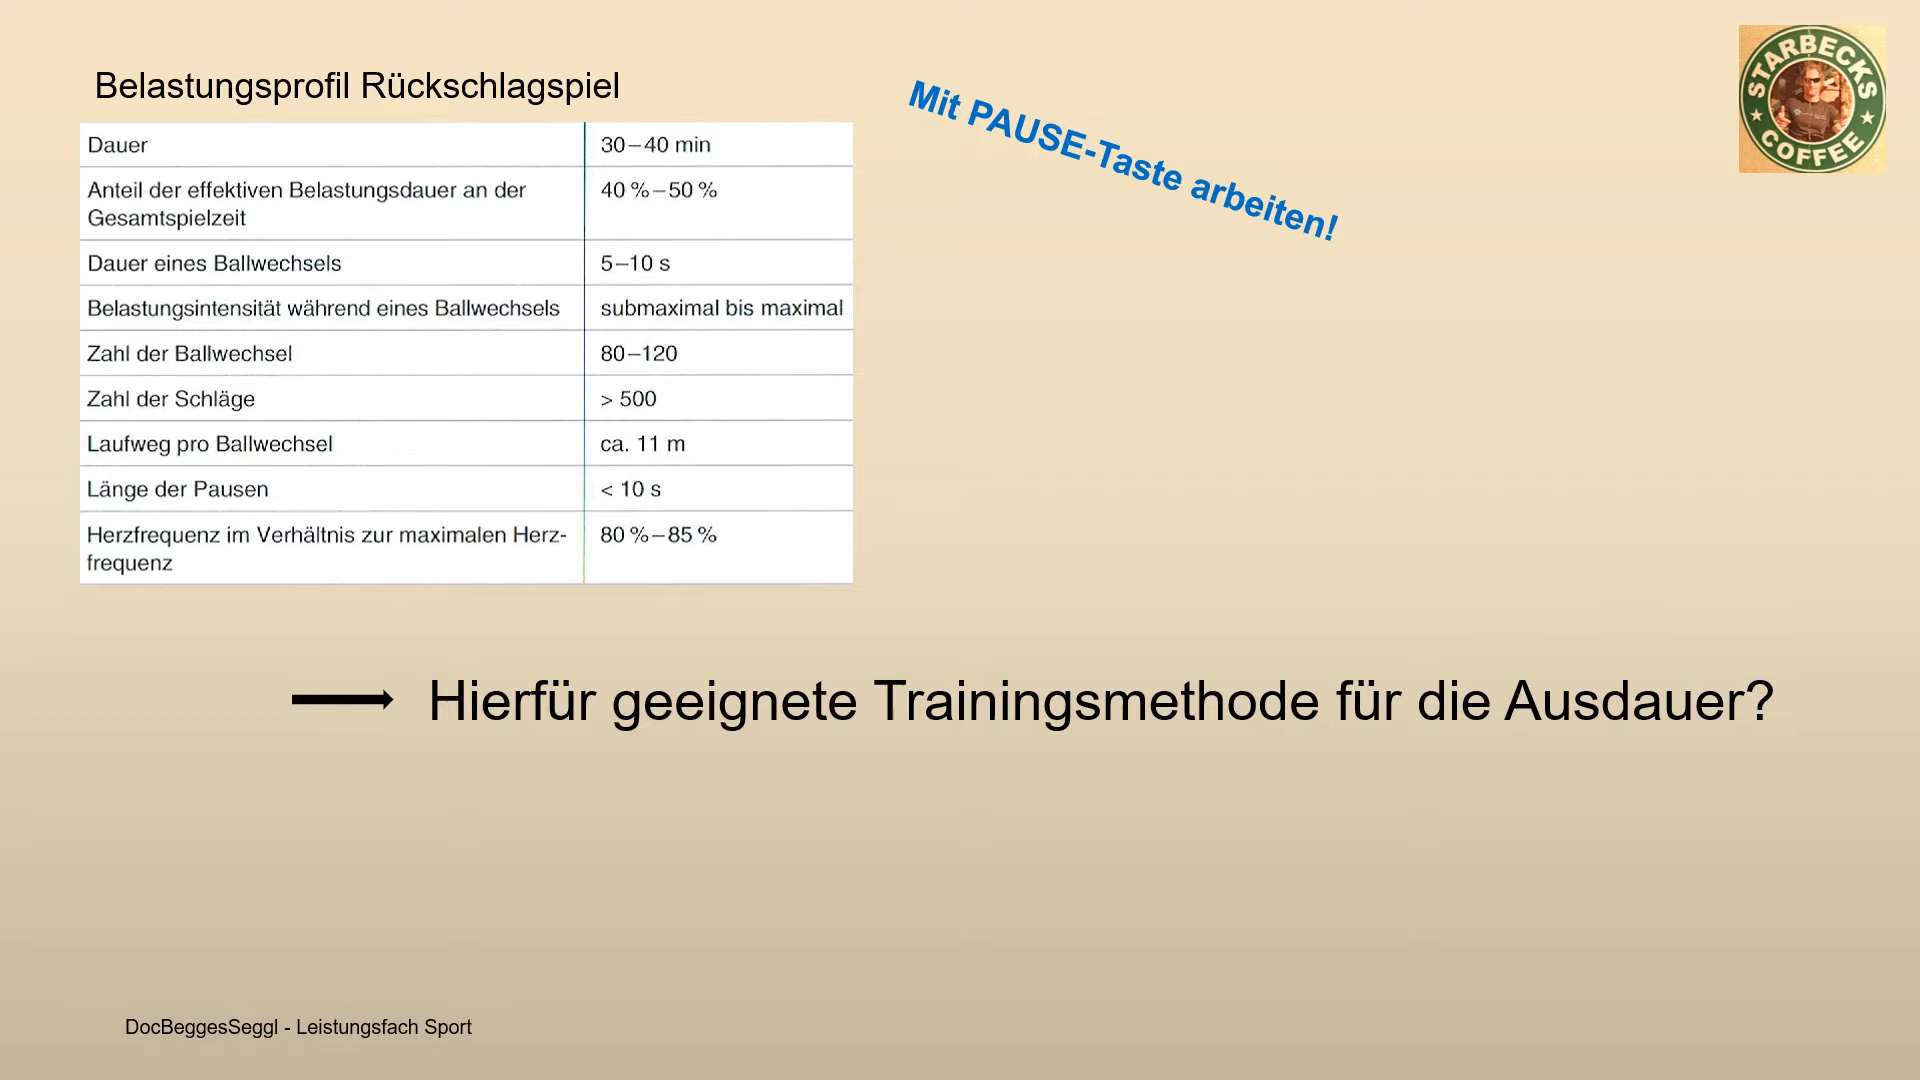 Belastungsprofil Rückschlagspiel
Mit PAUSE-Taste arbeiten!
STARBECKS
COFFEE
Dauer 30–40 min
Anteil der effektiven Belastungsdauer an der 40 %–50 %
Gesamtspielzeit
Dauer eines Ballwechsels 5–10 s
Belastungsintensität während eines Ballwechsels submaximal bis maximal
Zahl der Ballwechsel 80–120
Zahl der Schläge > 500
Laufweg pro Ballwechsel ca. 11 m
Länge der Pausen < 10 s
Herzfrequenz im Verhältnis zur maximalen Herz- 80 %–85 %
frequenz
Hierfür geeignete Trainingsmethode für die Ausdauer?
DocBeggesSeggl - Leistungsfach Sport